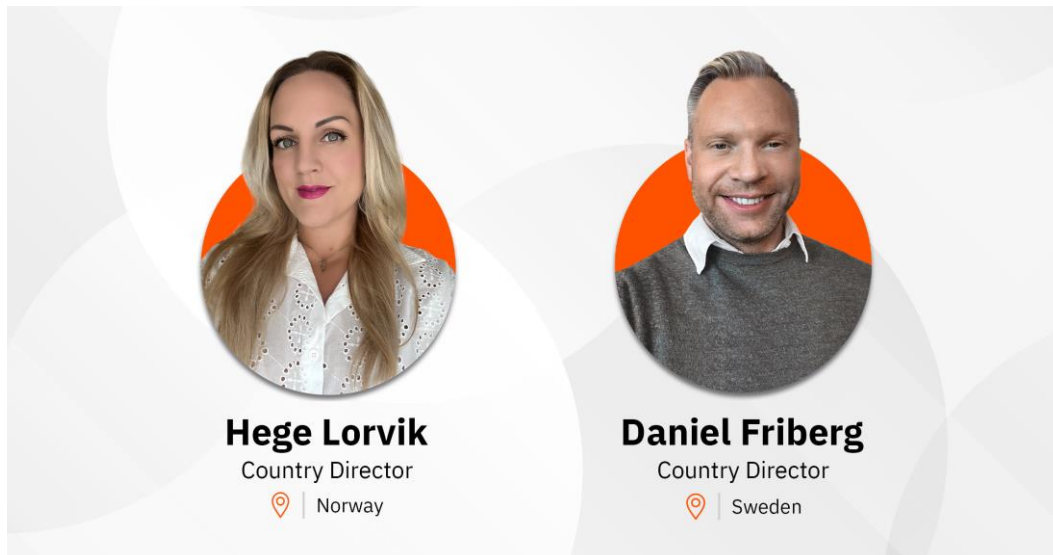 Hege Lorvik
Country Director
Norway
Daniel Friberg
Country Director
Sweden